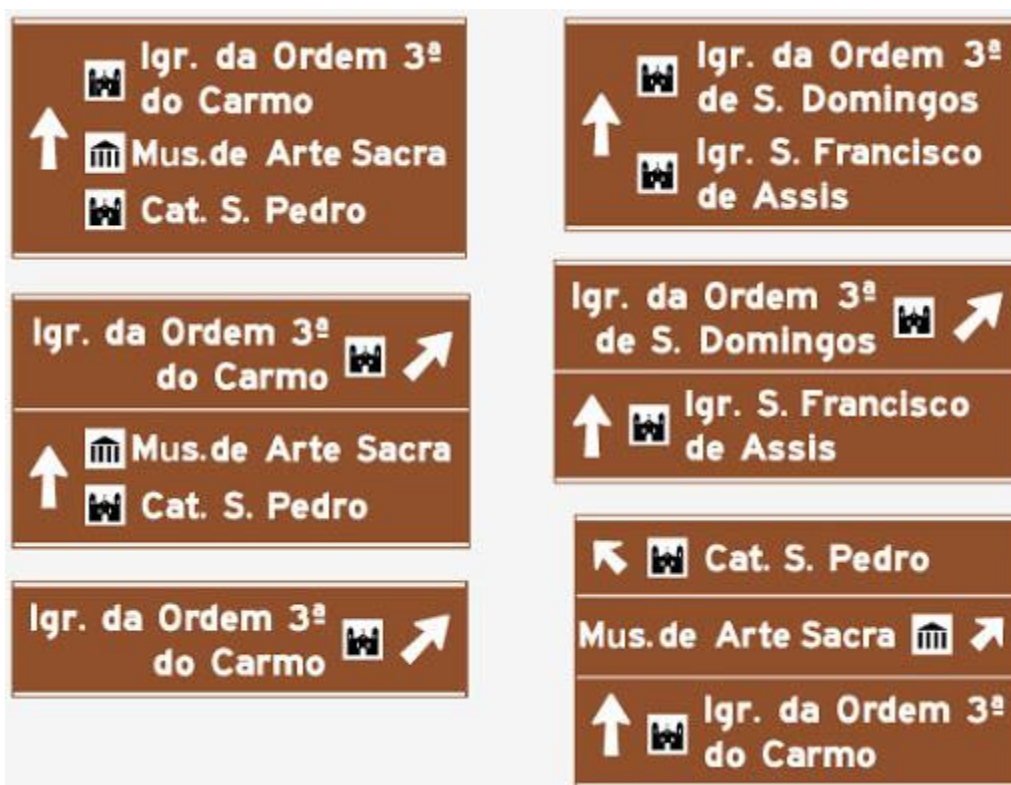 Igr. da Ordem 3ª
do Carmo
Mus.de Arte Sacra
Cat. S. Pedro
Igr. da Ordem 3ª
do Carmo
Mus.de Arte Sacra
Cat. S. Pedro
Igr. da Ordem 3ª
do Carmo
Igr. da Ordem 3ª
de S. Domingos
Igr. S. Francisco
de Assis
Igr. da Ordem 3ª
de S. Domingos
Igr. S. Francisco
de Assis
Cat. S. Pedro
Mus.de Arte Sacra
Igr. da Ordem 3ª
do Carmo